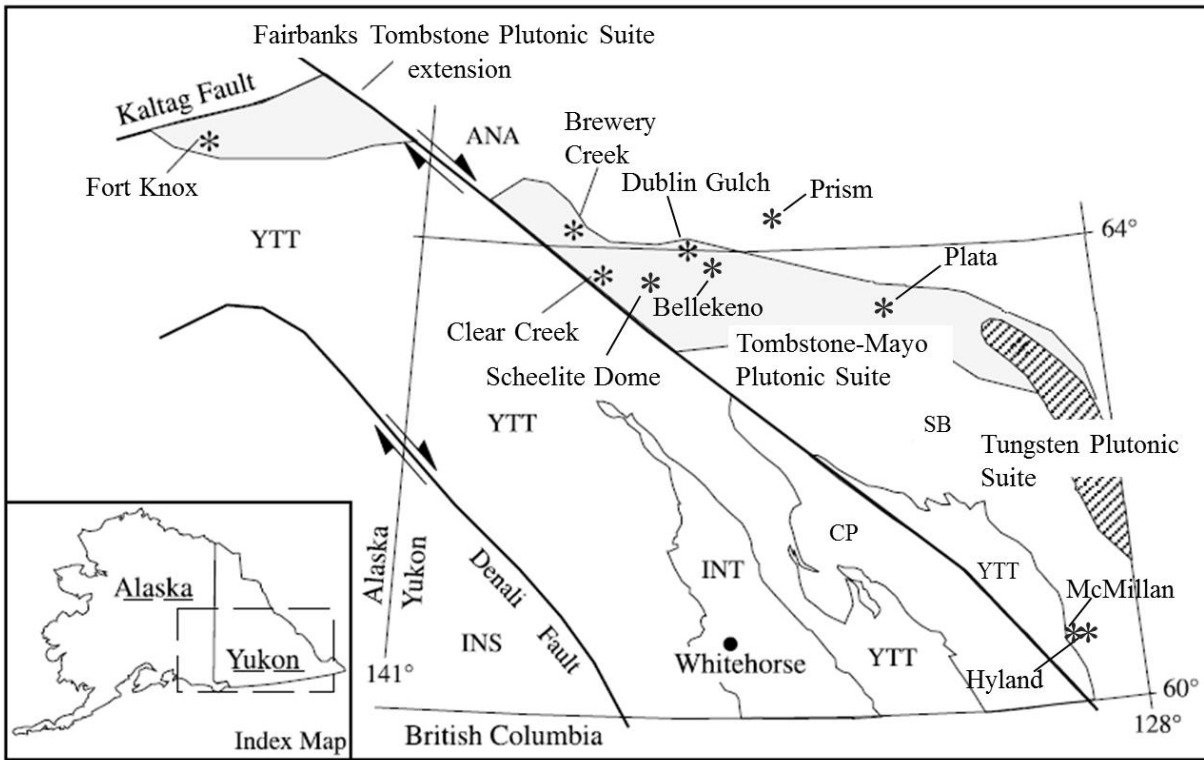 Fairbanks Tombstone Plutonic Suite
extension
Kaltag Fault
Fort Knox
ANA
Brewery
Creek
Dublin Gulch
Prism
64°
YTT
Plata
Bellekeno
Clear Creek
Scheelite Dome
Tombstone-Mayo
Plutonic Suite
YTT
SB
Tungsten Plutonic
Suite
CP
YTT
INT
McMillan
Alaska
Yukon
Denali
Fault
INS
Whitehorse
YTT
Hyland
141°
60°
128°
British Columbia
Alaska
Yukon
Index Map